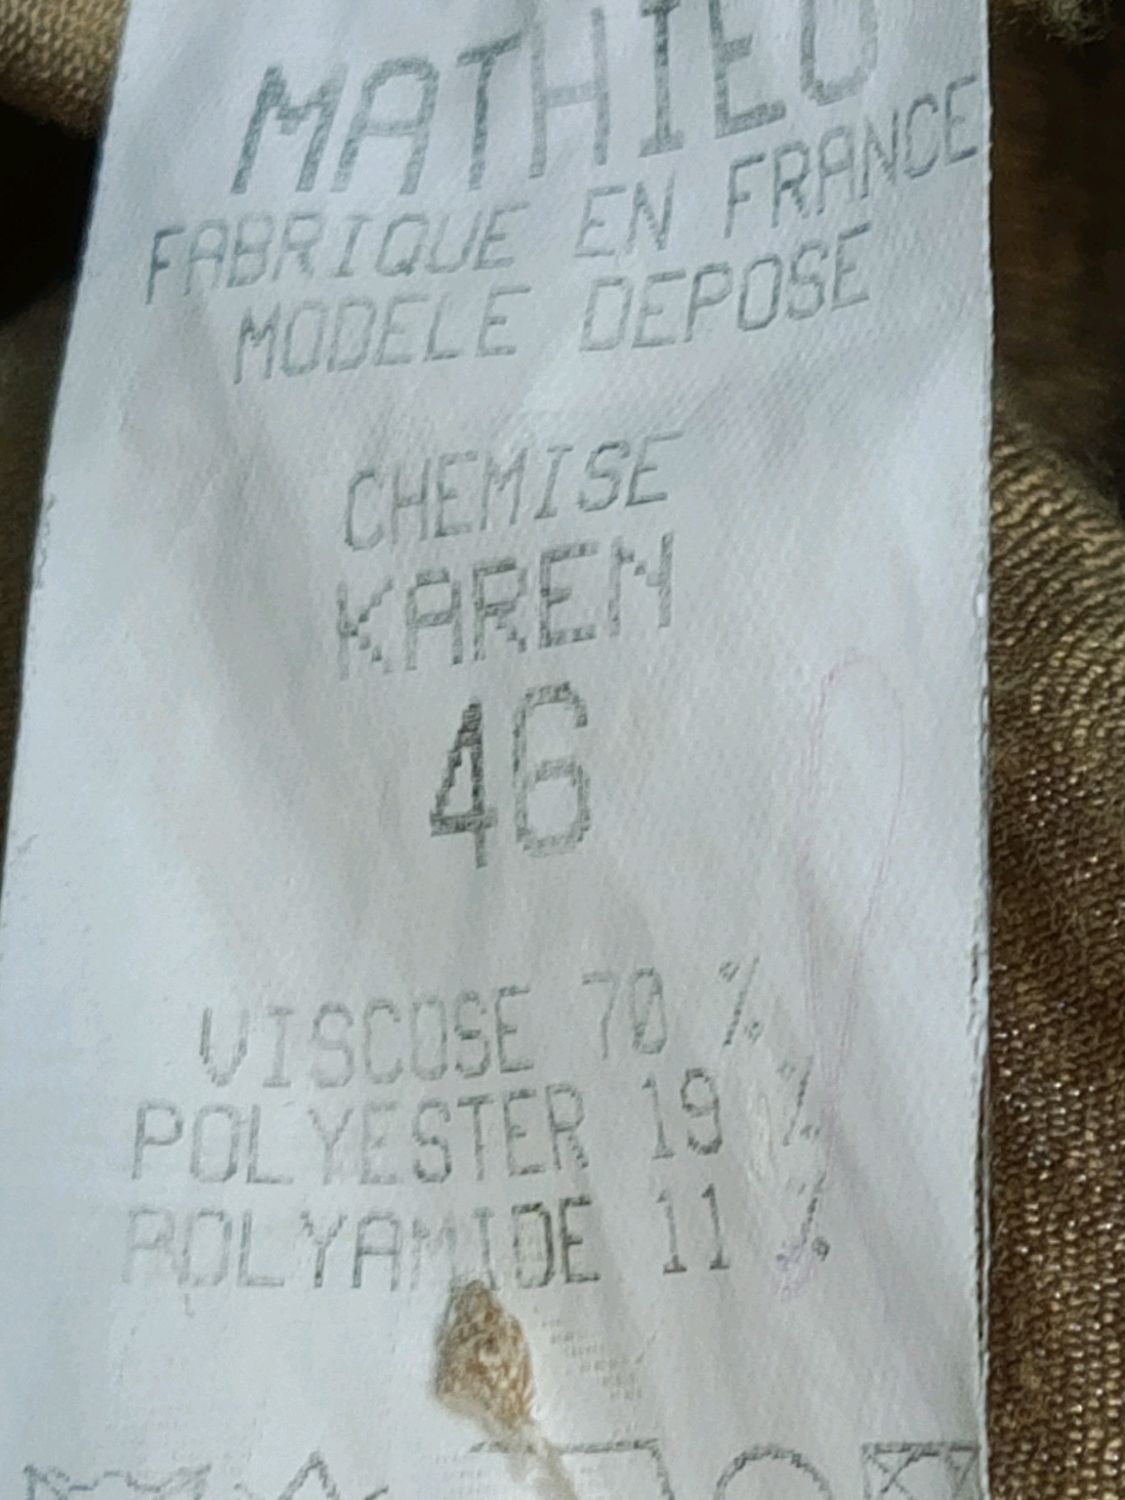 MATHIEU
FABRIQUE EN FRANCE
MODELE DEPOSE
CHEMISE
KAREN
46
VISCOSE 70 %
POLYESTER 19 %
POLYAMIDE 11 %